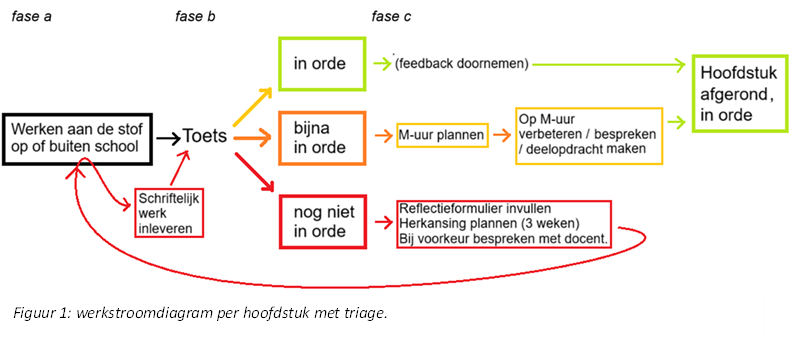 fase a
fase b
fase c
Werken aan de stof
op of buiten school
Schriftelijk
werk
inleveren
Toets
in orde
(feedback doornemen)
bijna
in orde
M-uur plannen
Op M-uur
verbeteren / bespreken
/ deelopdracht maken
Hoofdstuk
afgerond,
in orde
nog niet
in orde
Reflectieformulier invullen
Herkansing plannen (3 weken)
Bij voorkeur bespreken met docent.
Figuur 1: werkstroomdiagram per hoofdstuk met triage.